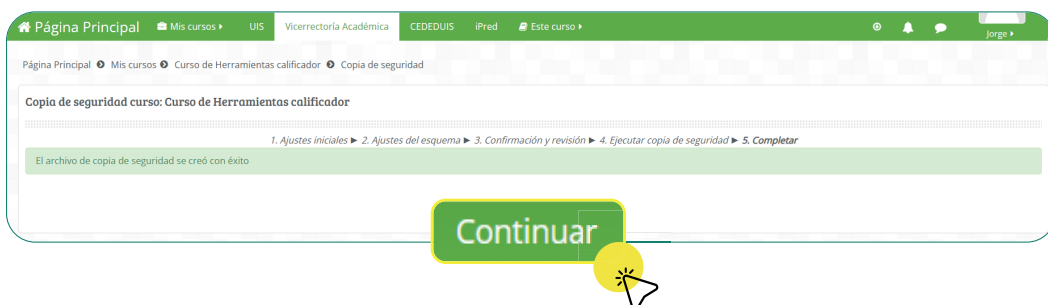 Página Principal Mis cursos UIS Vicerrectoría Académica CEDEDUIS iPred Este curso Jorge
Página Principal Mis cursos Curso de Herramientas calificador Copia de seguridad
Copia de seguridad curso: Curso de Herramientas calificador
1. Ajustes iniciales ► 2. Ajustes del esquema ► 3. Confirmación y revisión ► 4. Ejecutar copia de seguridad ► 5. Completar
El archivo de copia de seguridad se creó con éxito
Continuar